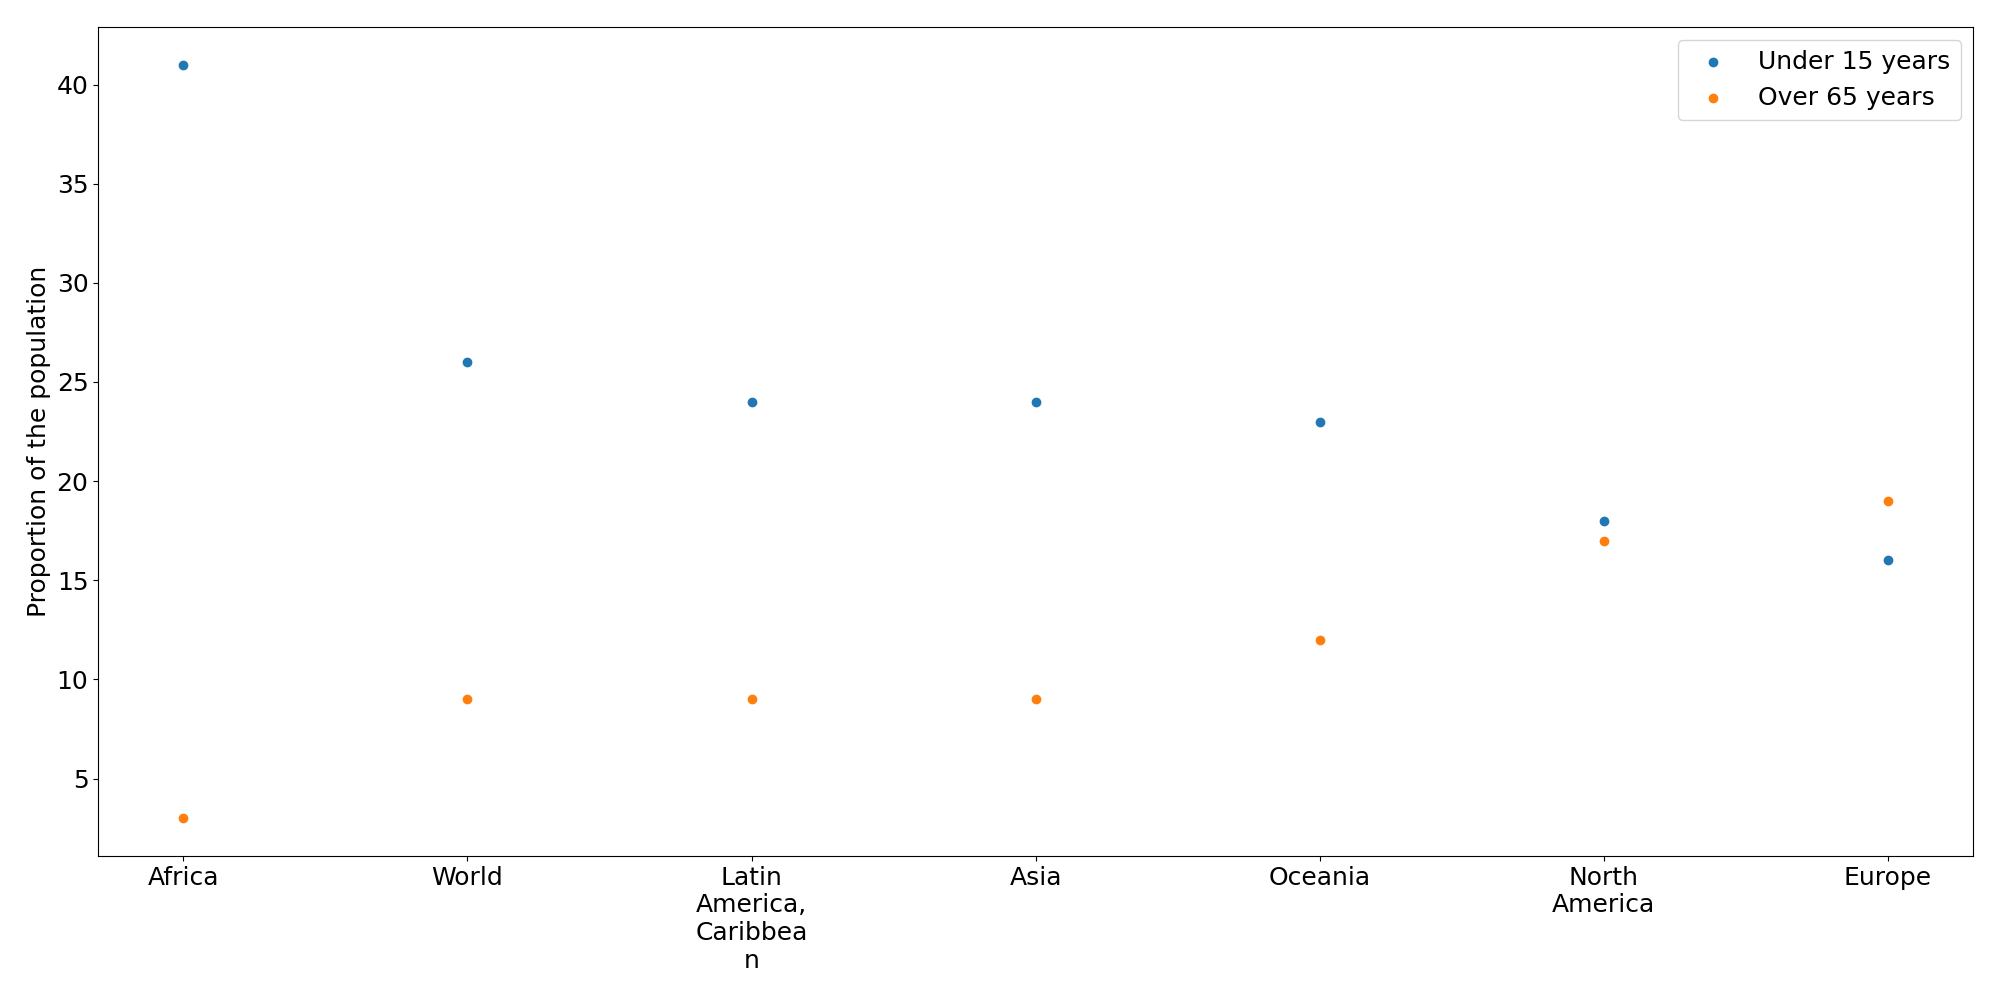 Under 15 years
Over 65 years
Proportion of the population
40
35
30
25
20
15
10
5
Africa
World
Latin
America,
Caribbea
n
Asia
Oceania
North
America
Europe